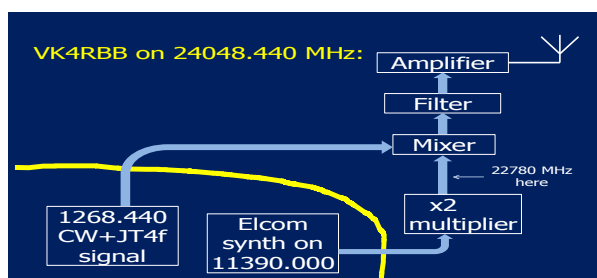 VK4RBB on 24048.440 MHz:
Amplifier
Filter
Mixer
22780 MHz
here
1268.440
CW+JT4f
signal
Elcom
synth on
11390.000
x2
multiplier